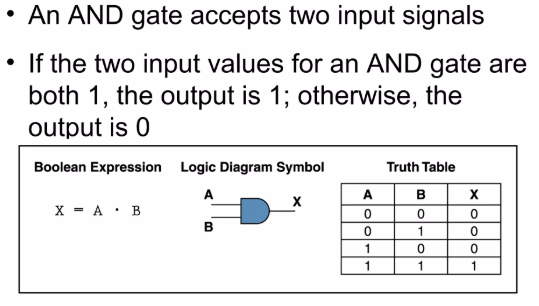 • An AND gate accepts two input signals
• If the two input values for an AND gate are
both 1, the output is 1; otherwise, the
output is 0
Boolean Expression Logic Diagram Symbol Truth Table
X = A · B
A
B
X
A B X
0 0 0
0 1 0
1 0 0
1 1 1